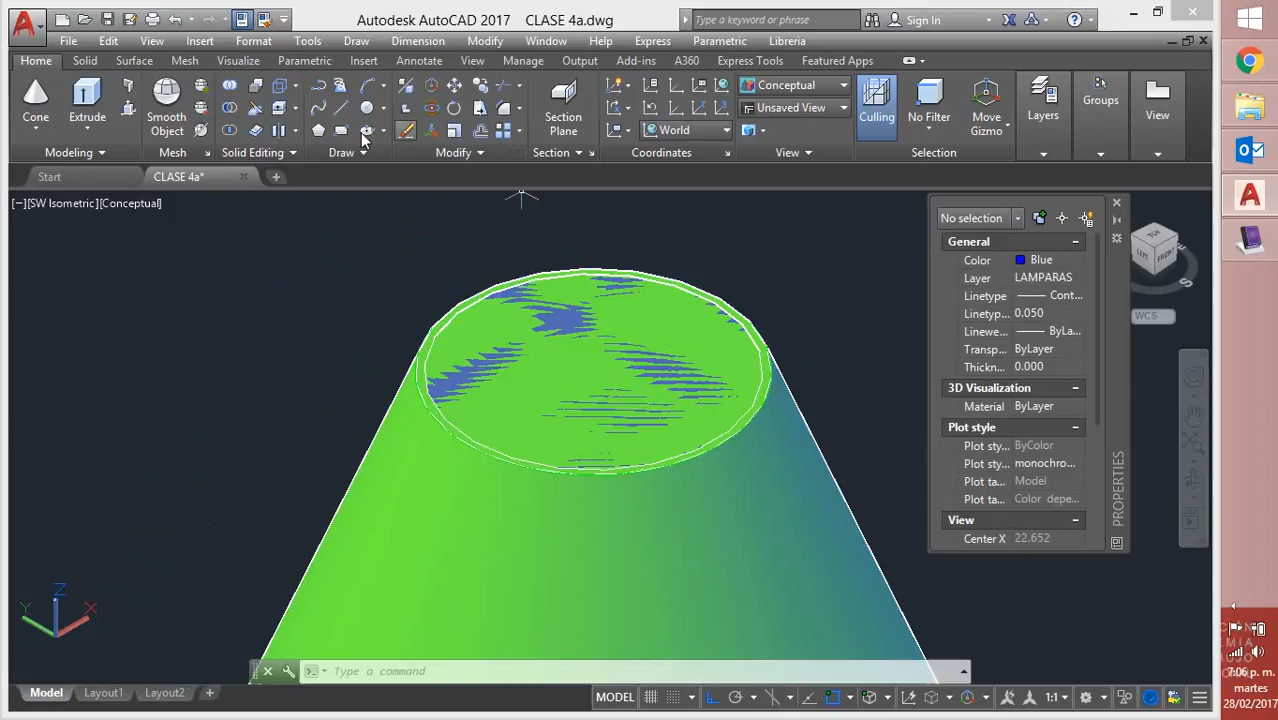 Autodesk AutoCAD 2017 CLASE 4a.dwg
Type a keyword or phrase
Sign In
File Edit View Insert Format Tools Draw Dimension Modify Window Help Express Parametric Libreria
Home Solid Surface Mesh Visualize Parametric Insert Annotate View Manage Output Add-ins A360 Express Tools Featured Apps
Cone
Extrude
Smooth
Object
Section
Plane
Conceptual
Unsaved View
World
Culling
No Filter
Move
Gizmo
Layers
Groups
View
Modeling
Mesh
Solid Editing
Draw
Modify
Section
Coordinates
View
Selection
Start
CLASE 4a*
[−][SW Isometric][Conceptual]
No selection
General
Color Blue
Layer LAMPARAS
Linetype Cont...
Linetyp... 0.050
Linewe... ByLa...
Transp... ByLayer
Thickn... 0.000
3D Visualization
Material ByLayer
Plot style
Plot sty... ByColor
Plot sty... monochro...
Plot ta... Model
Plot ta... Color depe...
View
Center X 22.652
PROPERTIES
TOP
LEFT
FRONT
S
WCS
Z
Y
X
Type a command
Model Layout1 Layout2
MODEL
1:1
7:06 p. m.
martes
28/02/2017